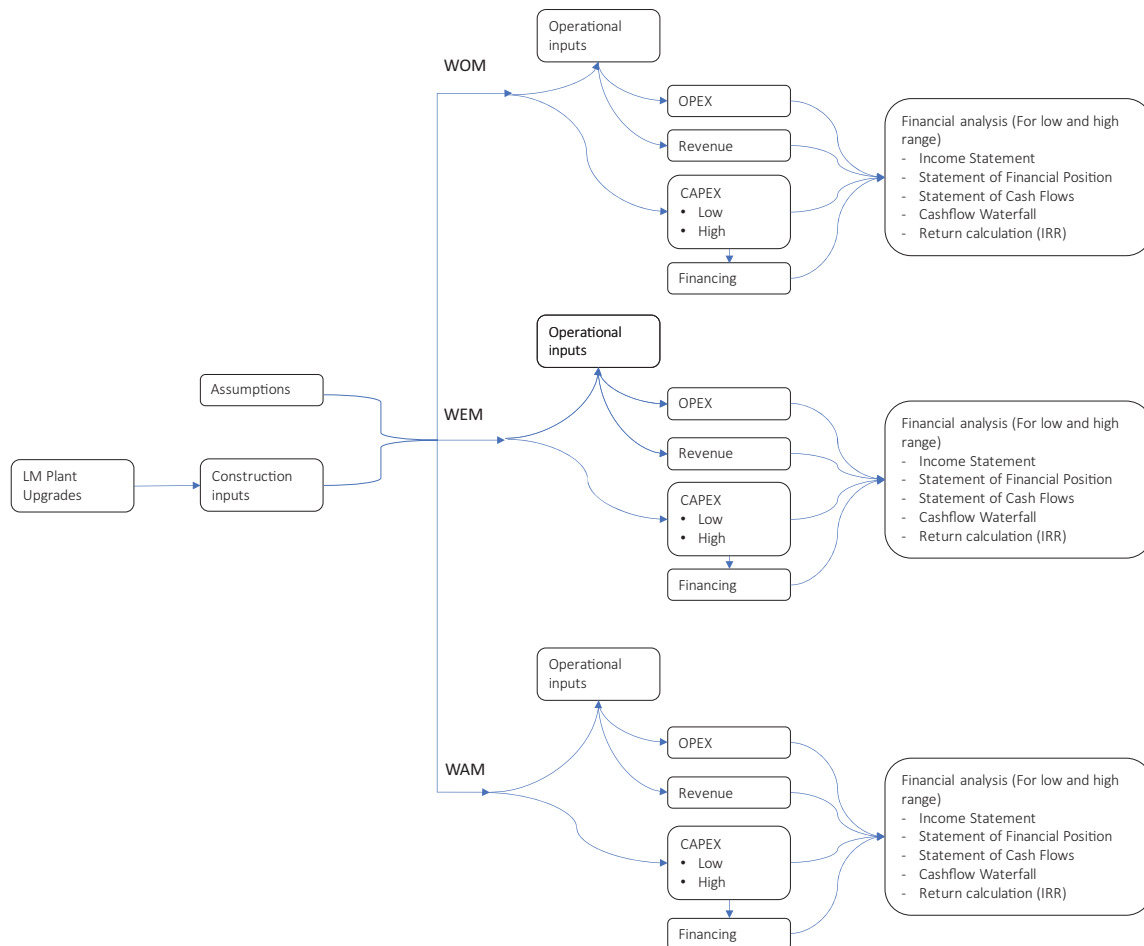 Operational
inputs
WOM
OPEX
Revenue
CAPEX
• Low
• High
Financing
Financial analysis (For low and high
range)
- Income Statement
- Statement of Financial Position
- Statement of Cash Flows
- Cashflow Waterfall
- Return calculation (IRR)
Assumptions
LM Plant
Upgrades
Construction
inputs
Operational
inputs
WEM
OPEX
Revenue
CAPEX
• Low
• High
Financing
Financial analysis (For low and high
range)
- Income Statement
- Statement of Financial Position
- Statement of Cash Flows
- Cashflow Waterfall
- Return calculation (IRR)
Operational
inputs
WAM
OPEX
Revenue
CAPEX
• Low
• High
Financing
Financial analysis (For low and high
range)
- Income Statement
- Statement of Financial Position
- Statement of Cash Flows
- Cashflow Waterfall
- Return calculation (IRR)